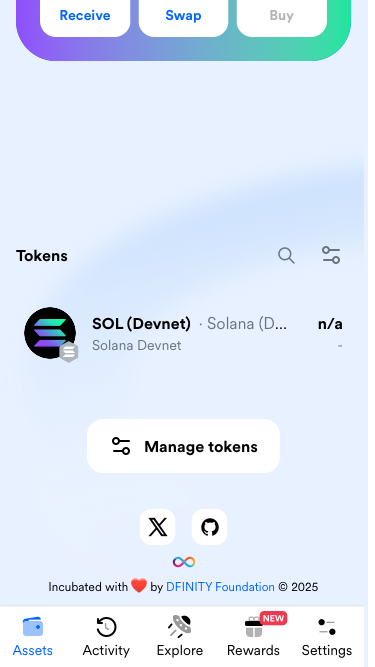 Receive Swap Buy
Tokens
SOL (Devnet) · Solana (D... n/a
Solana Devnet -
Manage tokens
Incubated with ❤️ by DFINITY Foundation © 2025
NEW
Assets Activity Explore Rewards Settings